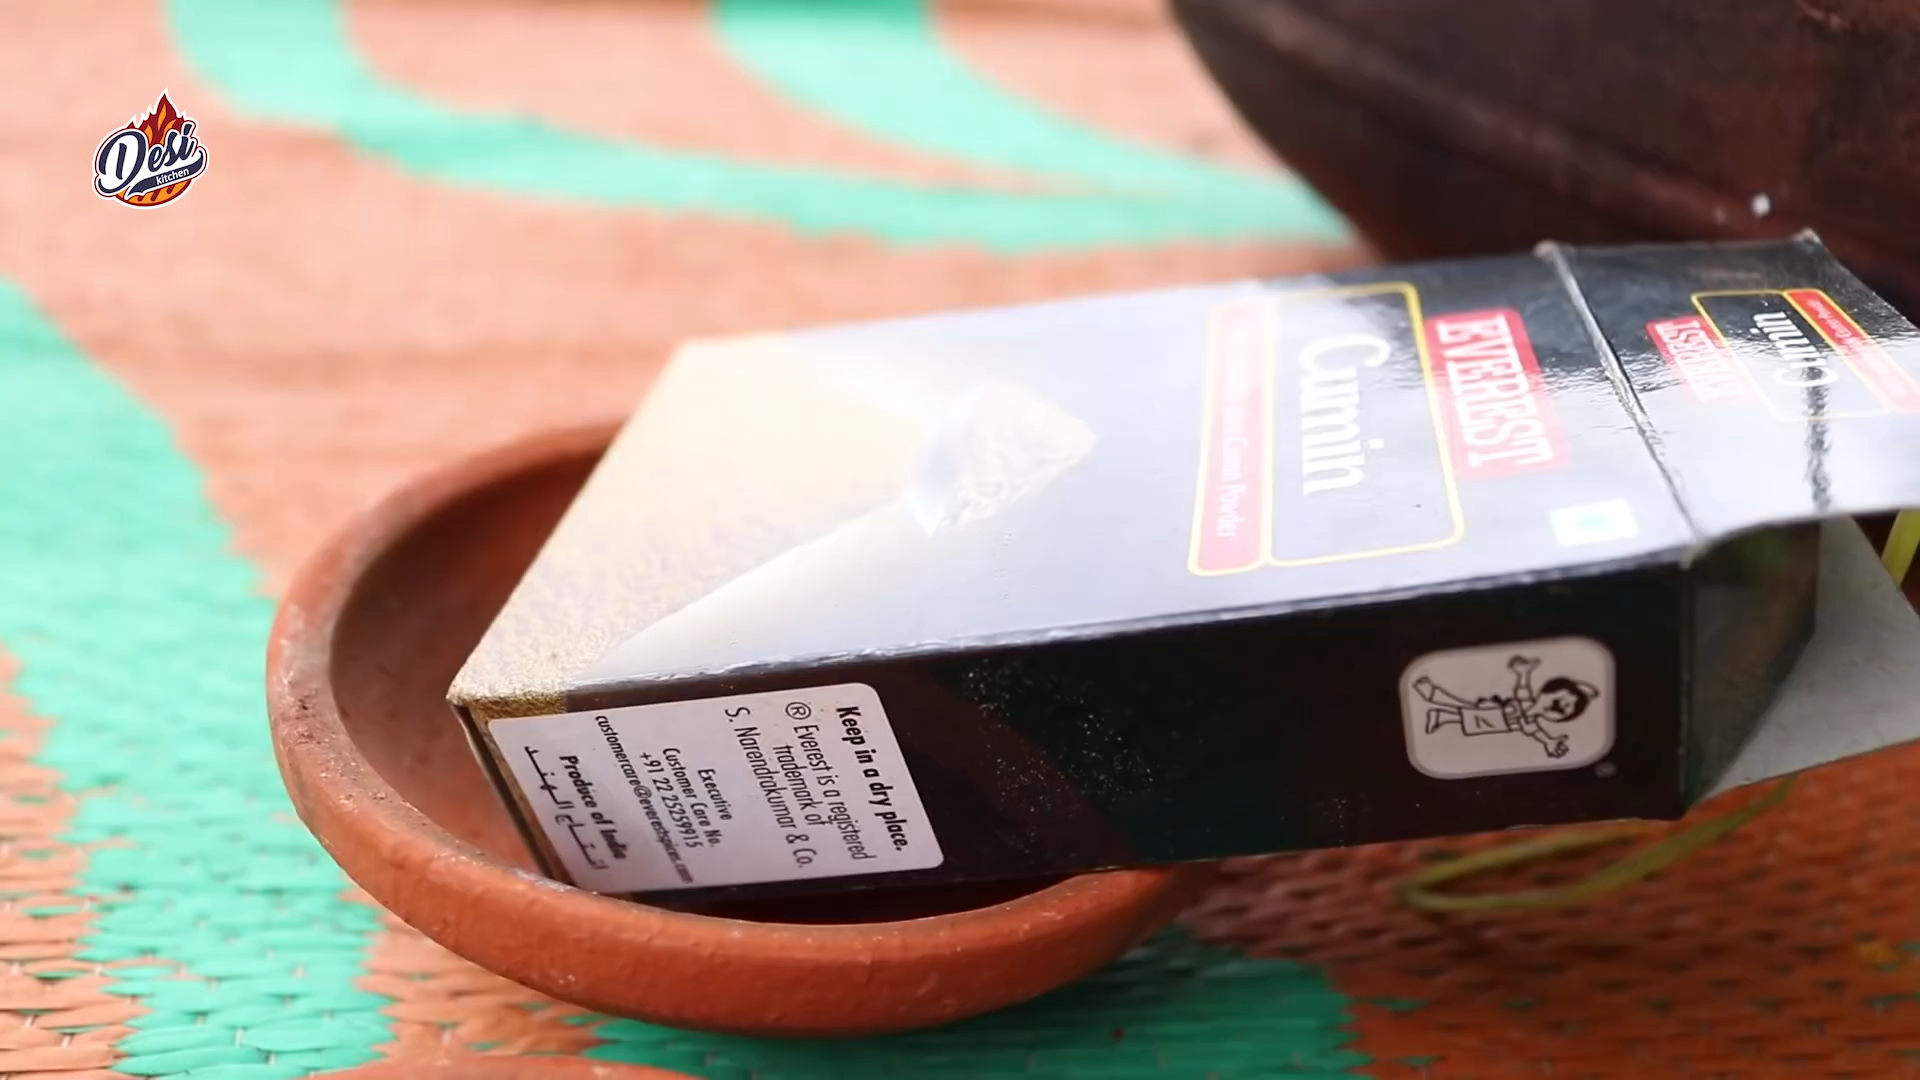 Desi
kitchen
EVEREST
Cumin
Cumin Powder
EVEREST
Cumin
Keep in a dry place.
® Everest is a registered
trademark of
S. Narendrakumar & Co.
Executive
Customer Care No.
+91 22 25259915
customercare@everestspices.com
Produce of India
انتاج الهند